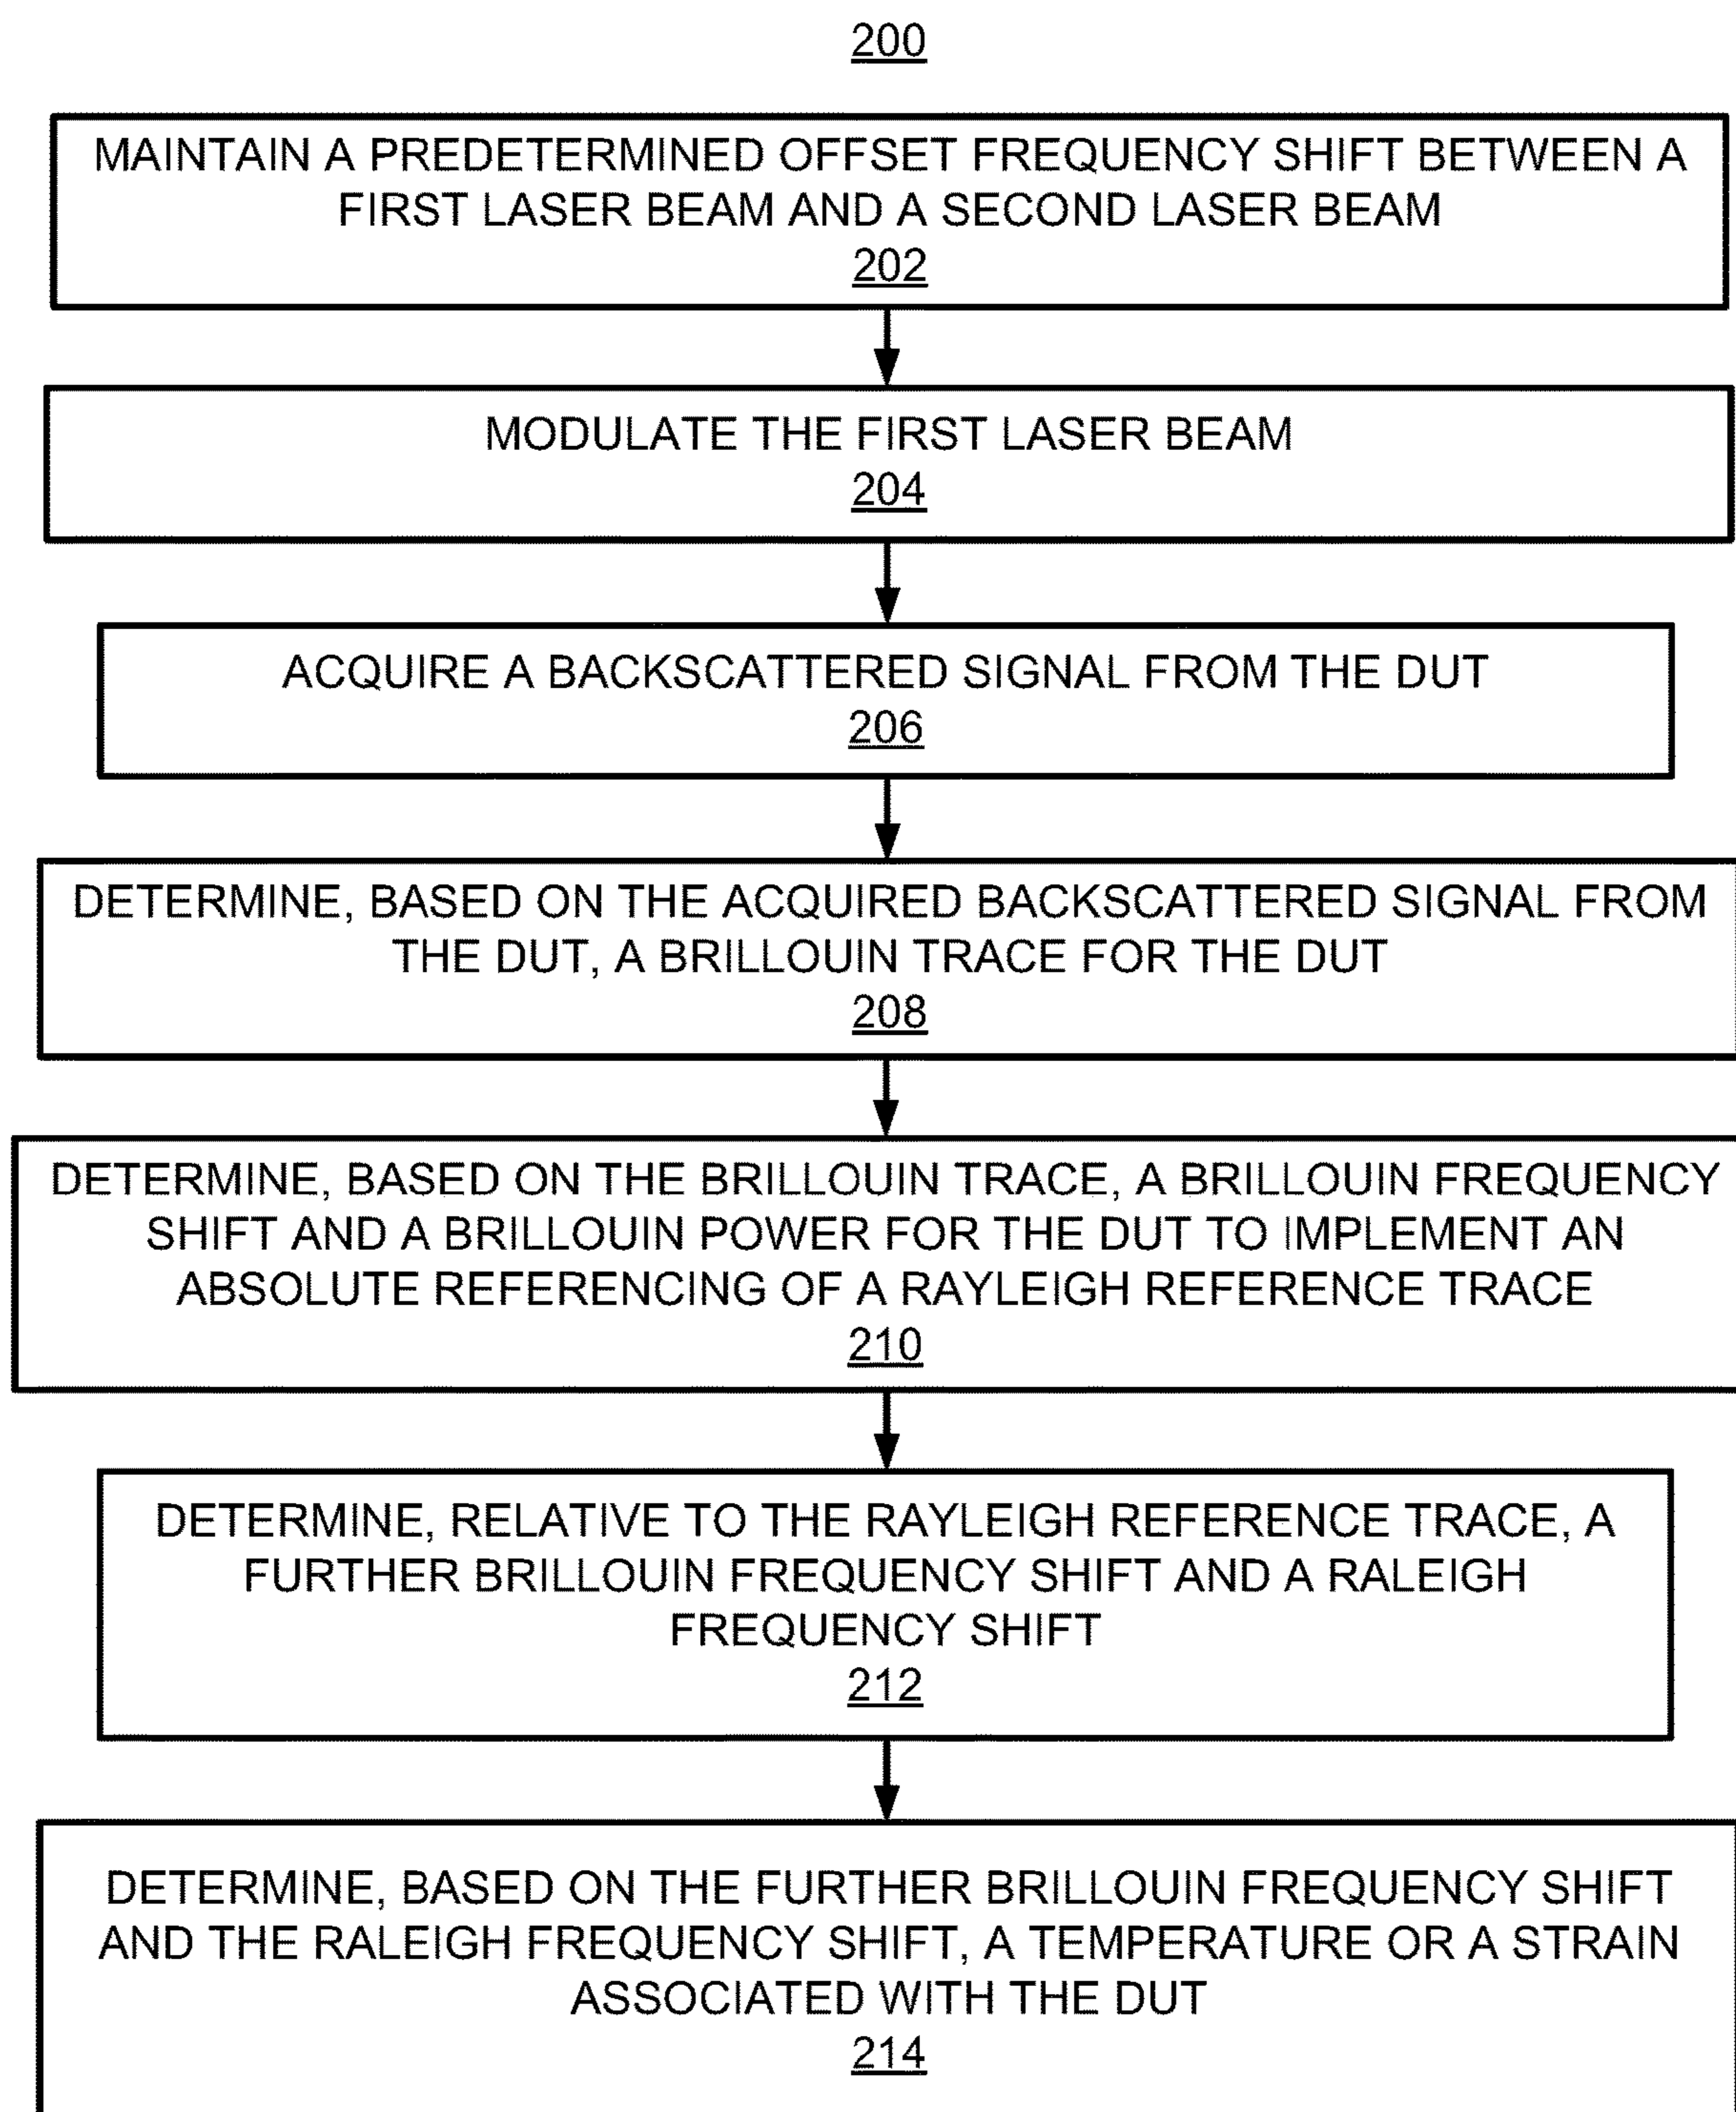 200
MAINTAIN A PREDETERMINED OFFSET FREQUENCY SHIFT BETWEEN A
FIRST LASER BEAM AND A SECOND LASER BEAM
202
MODULATE THE FIRST LASER BEAM
204
ACQUIRE A BACKSCATTERED SIGNAL FROM THE DUT
206
DETERMINE, BASED ON THE ACQUIRED BACKSCATTERED SIGNAL FROM
THE DUT, A BRILLOUIN TRACE FOR THE DUT
208
DETERMINE, BASED ON THE BRILLOUIN TRACE, A BRILLOUIN FREQUENCY
SHIFT AND A BRILLOUIN POWER FOR THE DUT TO IMPLEMENT AN
ABSOLUTE REFERENCING OF A RAYLEIGH REFERENCE TRACE
210
DETERMINE, RELATIVE TO THE RAYLEIGH REFERENCE TRACE, A
FURTHER BRILLOUIN FREQUENCY SHIFT AND A RALEIGH
FREQUENCY SHIFT
212
DETERMINE, BASED ON THE FURTHER BRILLOUIN FREQUENCY SHIFT
AND THE RALEIGH FREQUENCY SHIFT, A TEMPERATURE OR A STRAIN
ASSOCIATED WITH THE DUT
214